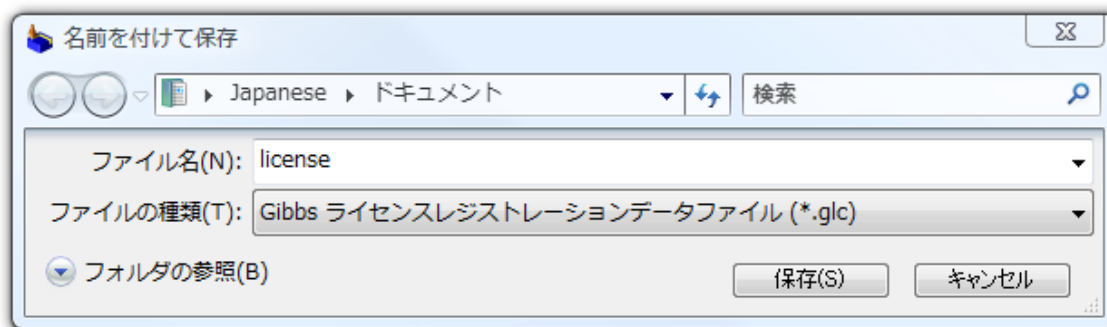 名前を付けて保存
Japanese ドキュメント 検索
ファイル名(N): license
ファイルの種類(T): Gibbs ライセンスレジストレーションデータファイル (*.glc)
フォルダの参照(B) 保存(S) キャンセル